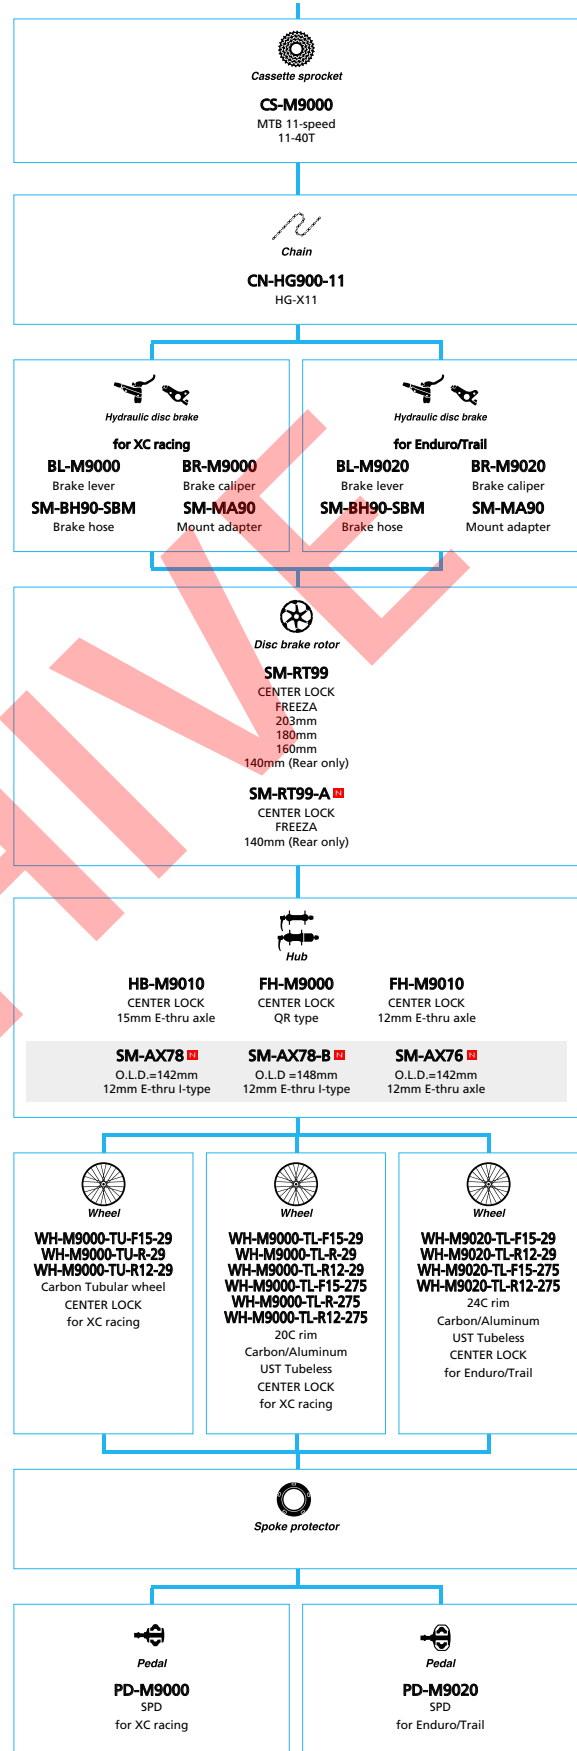 Cassette sprocket
CS-M9000
MTB 11-speed
11-40T
Chain
CN-HG900-11
HG-X11
Hydraulic disc brake
for XC racing
BL-M9000 BR-M9000
Brake lever Brake caliper
SM-BH90-SBM SM-MA90
Brake hose Mount adapter
Hydraulic disc brake
for Enduro/Trail
BL-M9020 BR-M9020
Brake lever Brake caliper
SM-BH90-SBM SM-MA90
Brake hose Mount adapter
Disc brake rotor
SM-RT99
CENTER LOCK
FREEZA
203mm
180mm
160mm
140mm (Rear only)
SM-RT99-A N
CENTER LOCK
FREEZA
140mm (Rear only)
Hub
HB-M9010 FH-M9000 FH-M9010
CENTER LOCK CENTER LOCK CENTER LOCK
15mm E-thru axle QR type 12mm E-thru axle
SM-AX78 N SM-AX78-B N SM-AX76 N
O.L.D.=142mm O.L.D =148mm O.L.D.=142mm
12mm E-thru I-type 12mm E-thru I-type 12mm E-thru axle
Wheel
WH-M9000-TU-F15-29
WH-M9000-TU-R-29
WH-M9000-TU-R12-29
Carbon Tubular wheel
CENTER LOCK
for XC racing
Wheel
WH-M9000-TL-F15-29
WH-M9000-TL-R-29
WH-M9000-TL-R12-29
WH-M9000-TL-F15-275
WH-M9000-TL-R-275
WH-M9000-TL-R12-275
20C rim
Carbon/Aluminum
UST Tubeless
CENTER LOCK
for XC racing
Wheel
WH-M9020-TL-F15-29
WH-M9020-TL-R12-29
WH-M9020-TL-F15-275
WH-M9020-TL-R12-275
24C rim
Carbon/Aluminum
UST Tubeless
CENTER LOCK
for Enduro/Trail
Spoke protector
Pedal
PD-M9000
SPD
for XC racing
Pedal
PD-M9020
SPD
for Enduro/Trail
HIVE